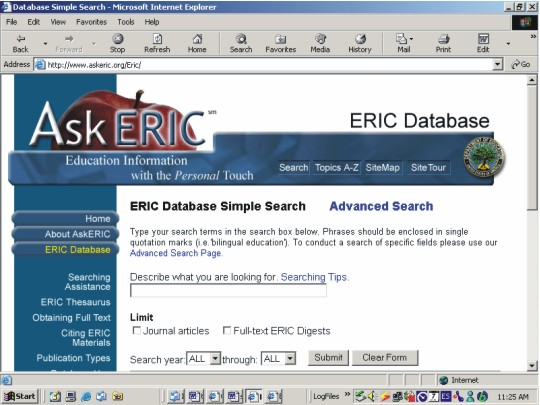 Database Simple Search - Microsoft Internet Explorer
File Edit View Favorites Tools Help
Back Forward Stop Refresh Home Search Favorites Media History Mail Print Edit
Address http://www.askeric.org/Eric/ Go
AskERIC sm
ERIC Database
Education Information
with the Personal Touch
Search Topics A-Z SiteMap SiteTour
Home
About AskERIC
ERIC Database
Searching
Assistance
ERIC Thesaurus
Obtaining Full Text
Citing ERIC
Materials
Publication Types
ERIC Database Simple Search Advanced Search
Type your search terms in the search box below. Phrases should be enclosed in single
quotation marks (i.e.'bilingual education'). To conduct a search of specific fields please use our
Advanced Search Page.
Describe what you are looking for. Searching Tips.
Limit
Journal articles Full-text ERIC Digests
Search year: ALL through: ALL Submit Clear Form
Internet
Start LogFiles 11:25 AM